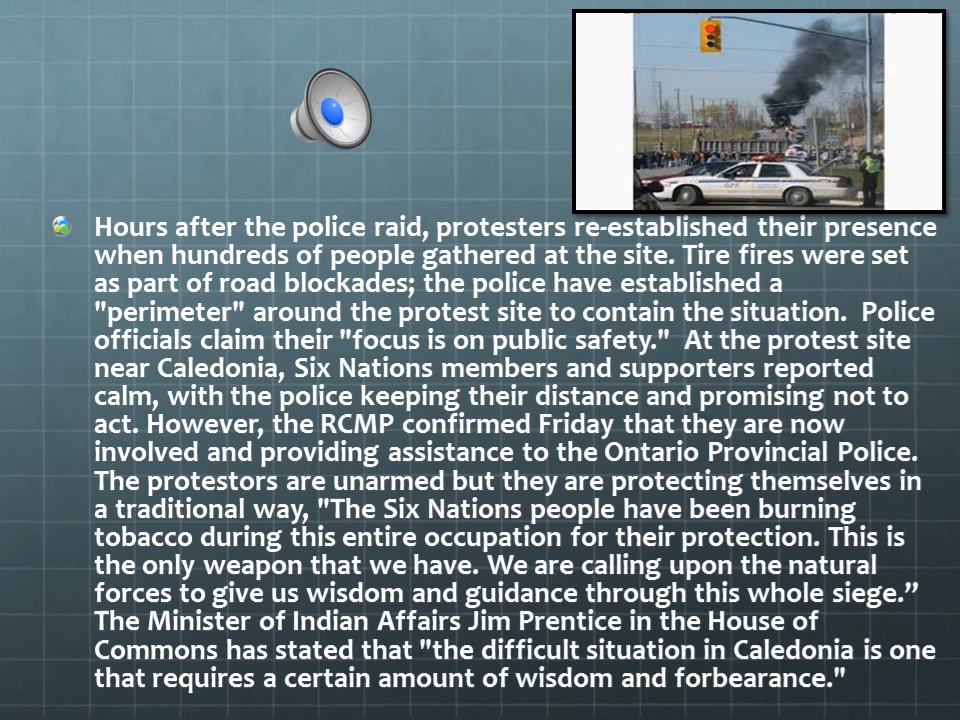 Hours after the police raid, protesters re-established their presence
when hundreds of people gathered at the site. Tire fires were set
as part of road blockades; the police have established a
"perimeter" around the protest site to contain the situation.  Police
officials claim their "focus is on public safety."  At the protest site
near Caledonia, Six Nations members and supporters reported
calm, with the police keeping their distance and promising not to
act. However, the RCMP confirmed Friday that they are now
involved and providing assistance to the Ontario Provincial Police.
The protestors are unarmed but they are protecting themselves in
a traditional way, "The Six Nations people have been burning
tobacco during this entire occupation for their protection. This is
the only weapon that we have. We are calling upon the natural
forces to give us wisdom and guidance through this whole siege.”
The Minister of Indian Affairs Jim Prentice in the House of
Commons has stated that "the difficult situation in Caledonia is one
that requires a certain amount of wisdom and forbearance."